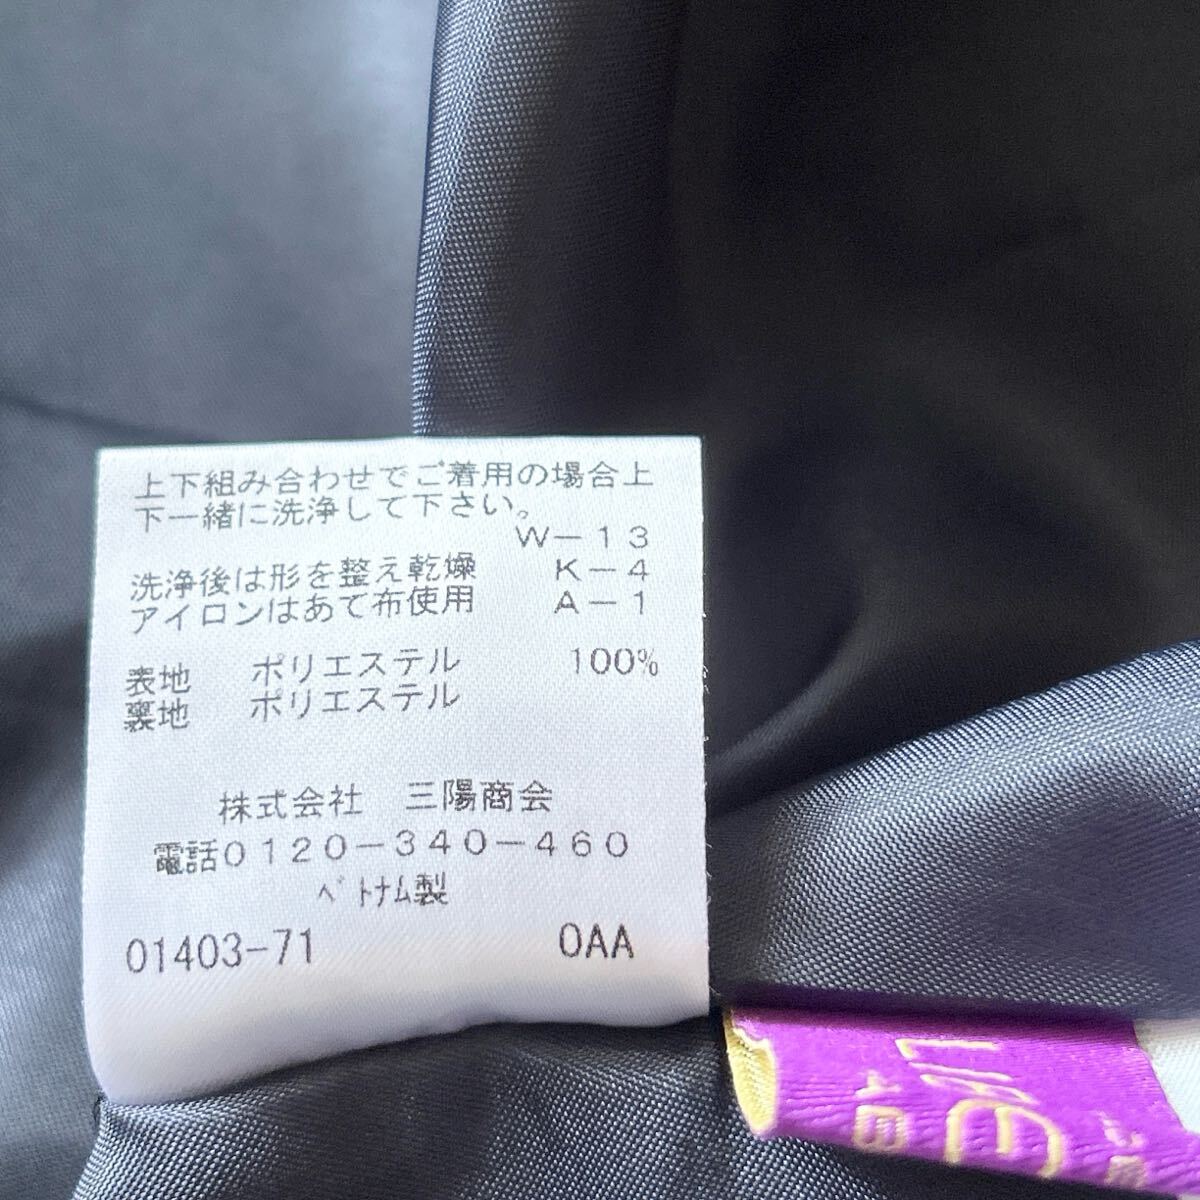 上下組み合わせでご着用の場合上
下一緒に洗浄して下さい。
W－13
洗浄後は形を整え乾燥 K－4
アイロンはあて布使用 A－1
表地 ポリエステル 100%
裏地 ポリエステル
株式会社 三陽商会
電話0120－340－460
ﾍﾞﾄﾅﾑ製
01403-71 0AA